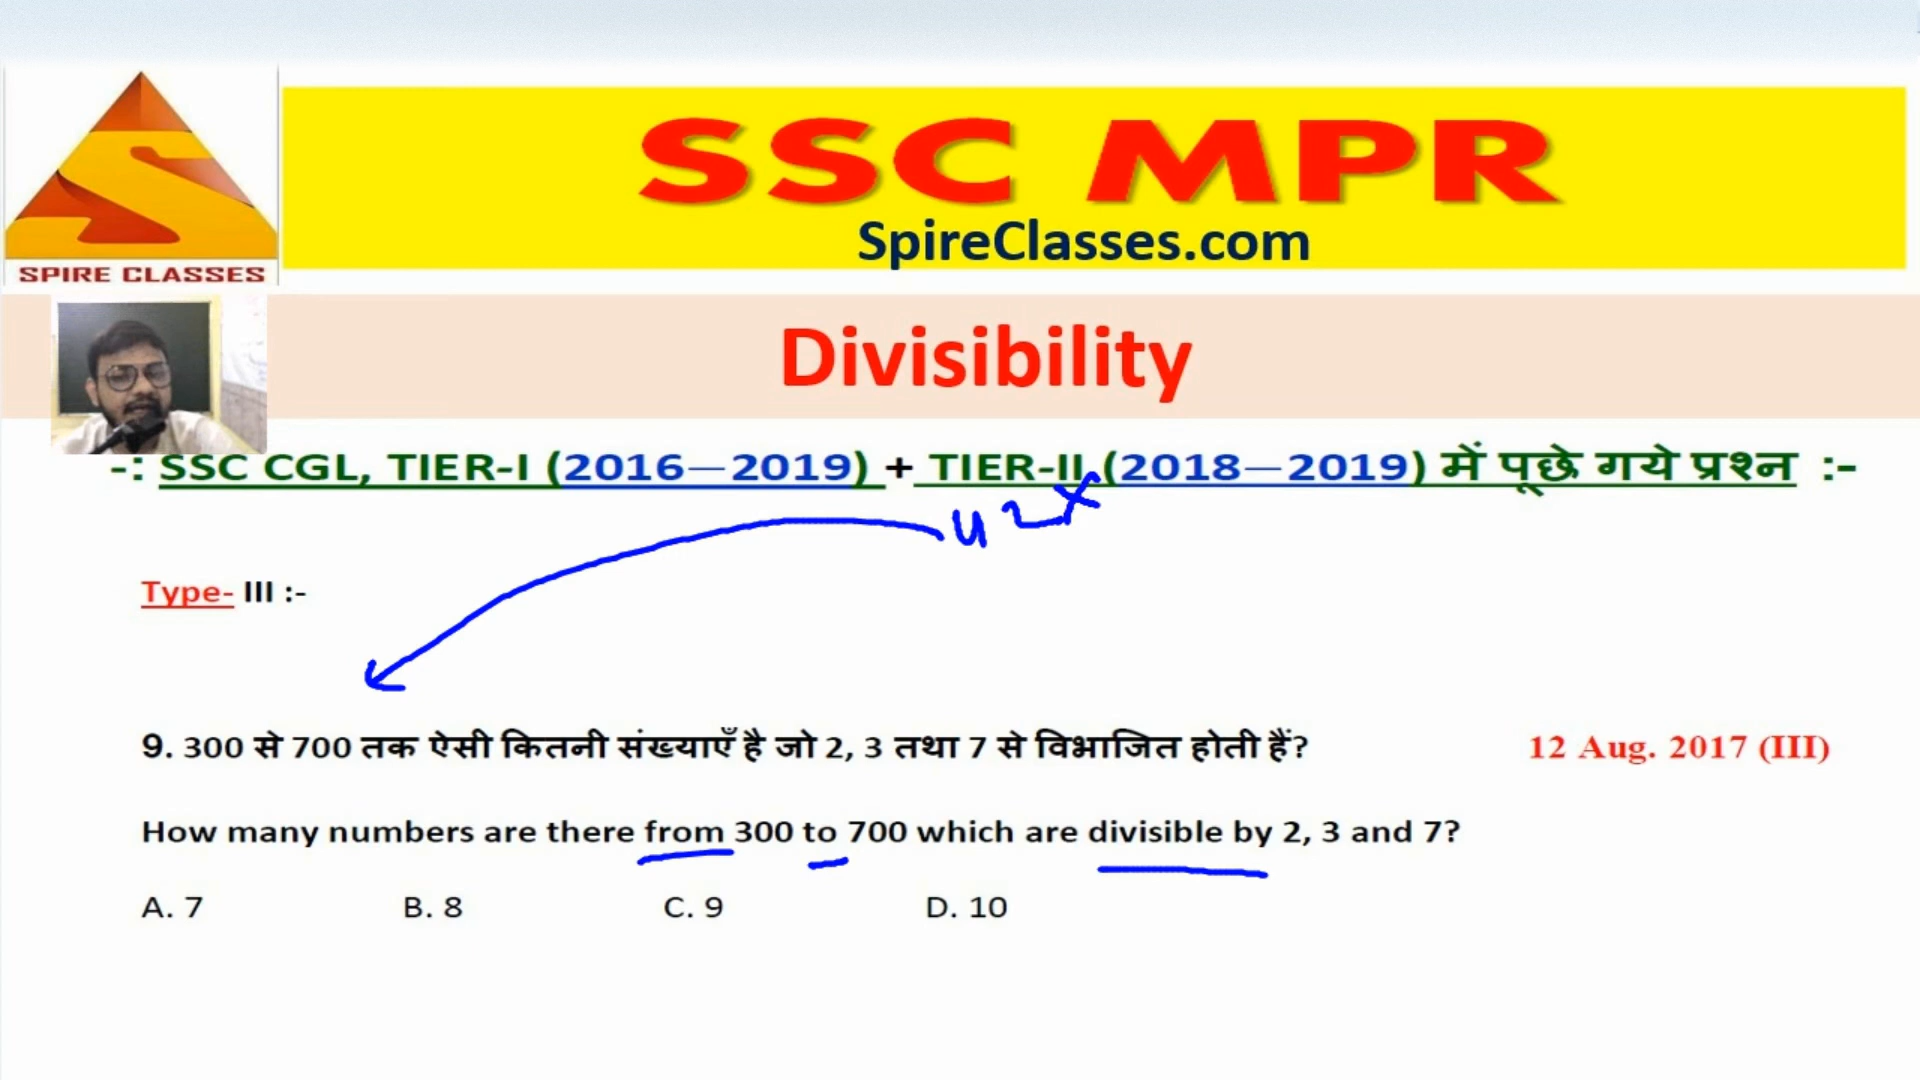 SSC MPR
SpireClasses.com
SPIRE CLASSES
Divisibility
-: SSC CGL, TIER-I (2016—2019) + TIER-II (2018—2019) में पूछे गये प्रश्न :-
42x
Type- III :-
9. 300 से 700 तक ऐसी कितनी संख्याएँ है जो 2, 3 तथा 7 से विभाजित होती हैं? 12 Aug. 2017 (III)
How many numbers are there from 300 to 700 which are divisible by 2, 3 and 7?
A. 7 B. 8 C. 9 D. 10